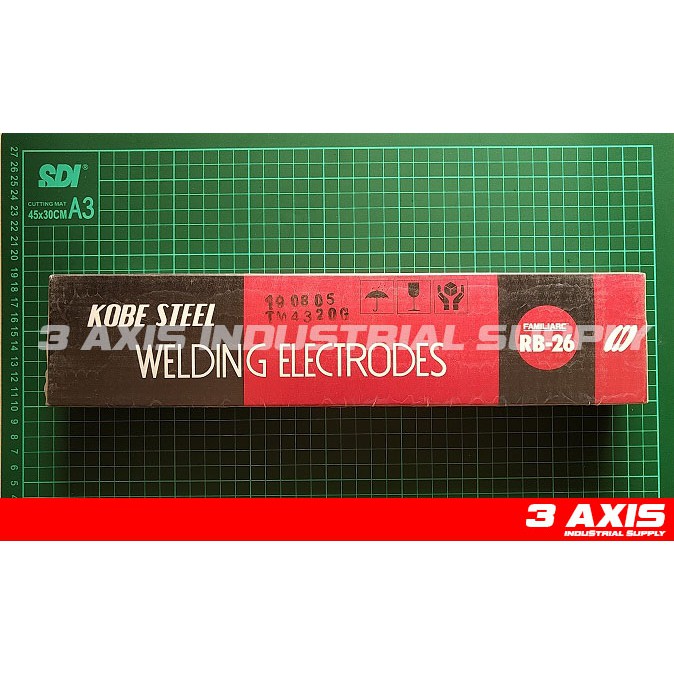 SDI®
CUTTING MAT
45x30CM A3
27
26
25
24
23
22
21
20
19
18
17
16
15
14
13
12
11
10
9
8
7
6
5
4
KOBE STEEL
190805
TW4320G
WELDING ELECTRODES
FAMILIARC
RB-26
3 AXIS INDUSTRIAL SUPPLY
3 AXIS
INDUSTRIAL SUPPLY